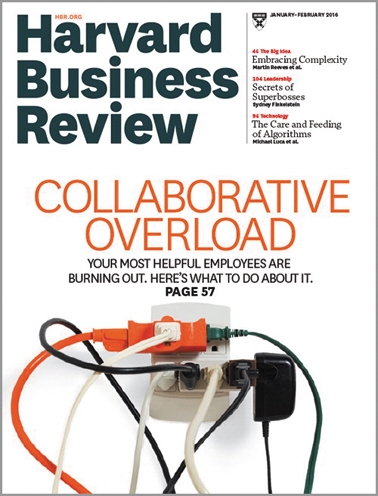 HBR.ORG
Harvard
Business
Review
JANUARY–FEBRUARY 2016
46 The Big Idea
Embracing Complexity
Martin Reeves et al.
104 Leadership
Secrets of
Superbosses
Sydney Finkelstein
96 Technology
The Care and Feeding
of Algorithms
Michael Luca et al.
COLLABORATIVE
OVERLOAD
YOUR MOST HELPFUL EMPLOYEES ARE
BURNING OUT. HERE’S WHAT TO DO ABOUT IT.
PAGE 57